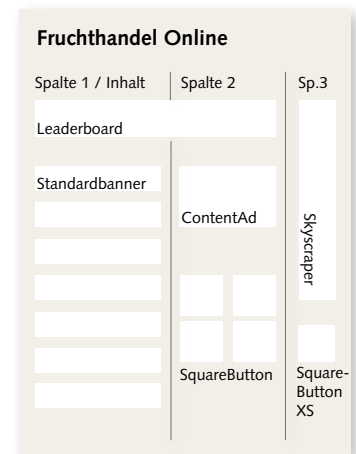 Fruchthandel Online
Spalte 1 / Inhalt
Spalte 2
Sp.3
Leaderboard
Standardbanner
ContentAd
Skyscraper
SquareButton
Square-
Button
XS